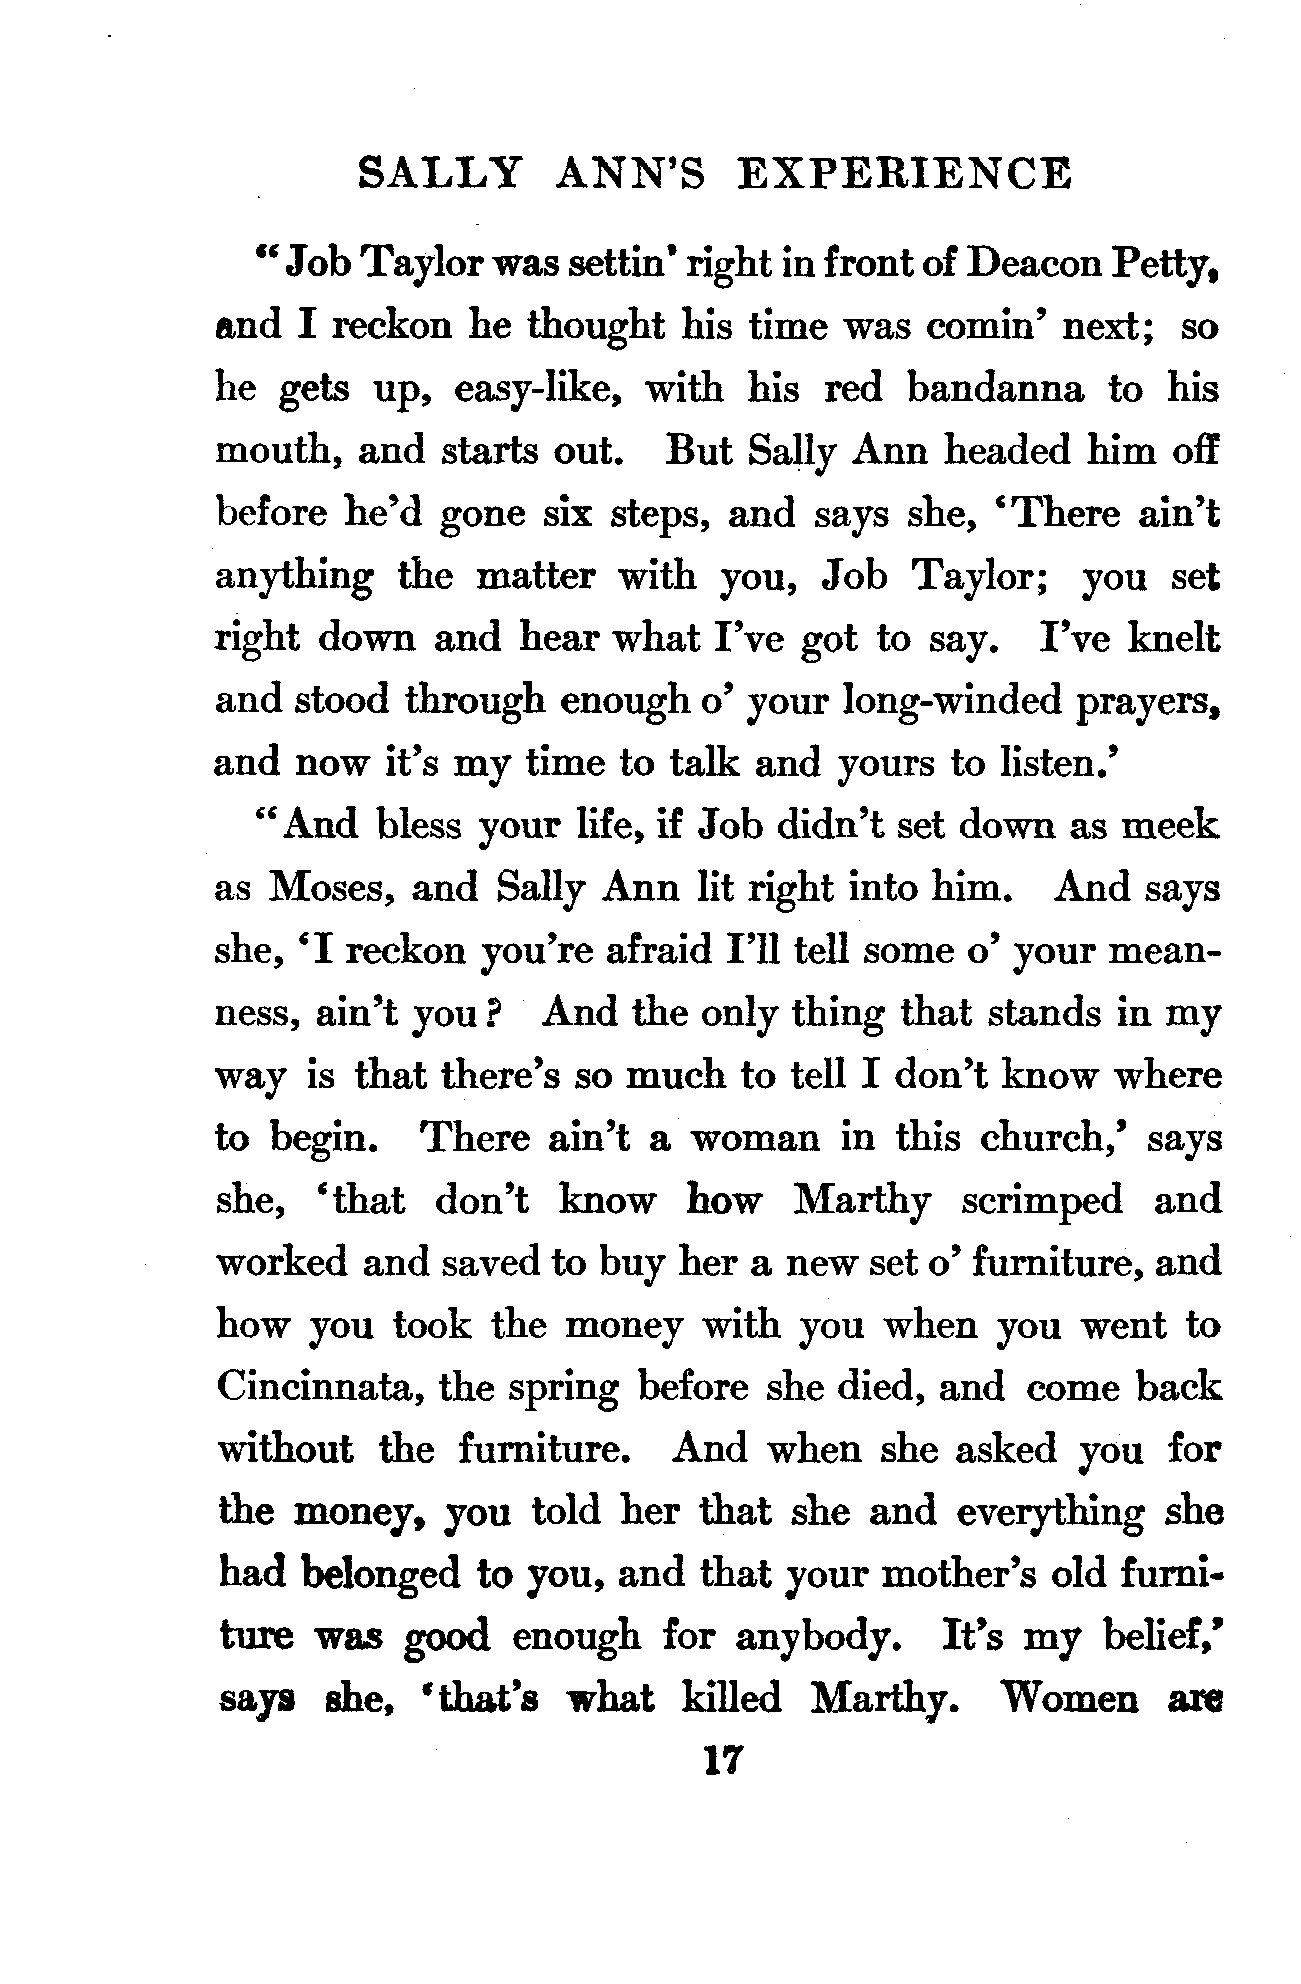 SALLY ANN'S EXPERIENCE
“Job Taylor was settin’ right in front of Deacon Petty,
and I reckon he thought his time was comin’ next; so
he gets up, easy-like, with his red bandanna to his
mouth, and starts out. But Sally Ann headed him off
before he’d gone six steps, and says she, ‘There ain’t
anything the matter with you, Job Taylor; you set
right down and hear what I’ve got to say. I’ve knelt
and stood through enough o’ your long-winded prayers,
and now it’s my time to talk and yours to listen.’
“And bless your life, if Job didn’t set down as meek
as Moses, and Sally Ann lit right into him. And says
she, ‘I reckon you’re afraid I’ll tell some o’ your mean-
ness, ain’t you? And the only thing that stands in my
way is that there’s so much to tell I don’t know where
to begin. There ain’t a woman in this church,’ says
she, ‘that don’t know how Marthy scrimped and
worked and saved to buy her a new set o’ furniture, and
how you took the money with you when you went to
Cincinnata, the spring before she died, and come back
without the furniture. And when she asked you for
the money, you told her that she and everything she
had belonged to you, and that your mother’s old furni-
ture was good enough for anybody. It’s my belief,’
says she, ‘that’s what killed Marthy. Women are
17